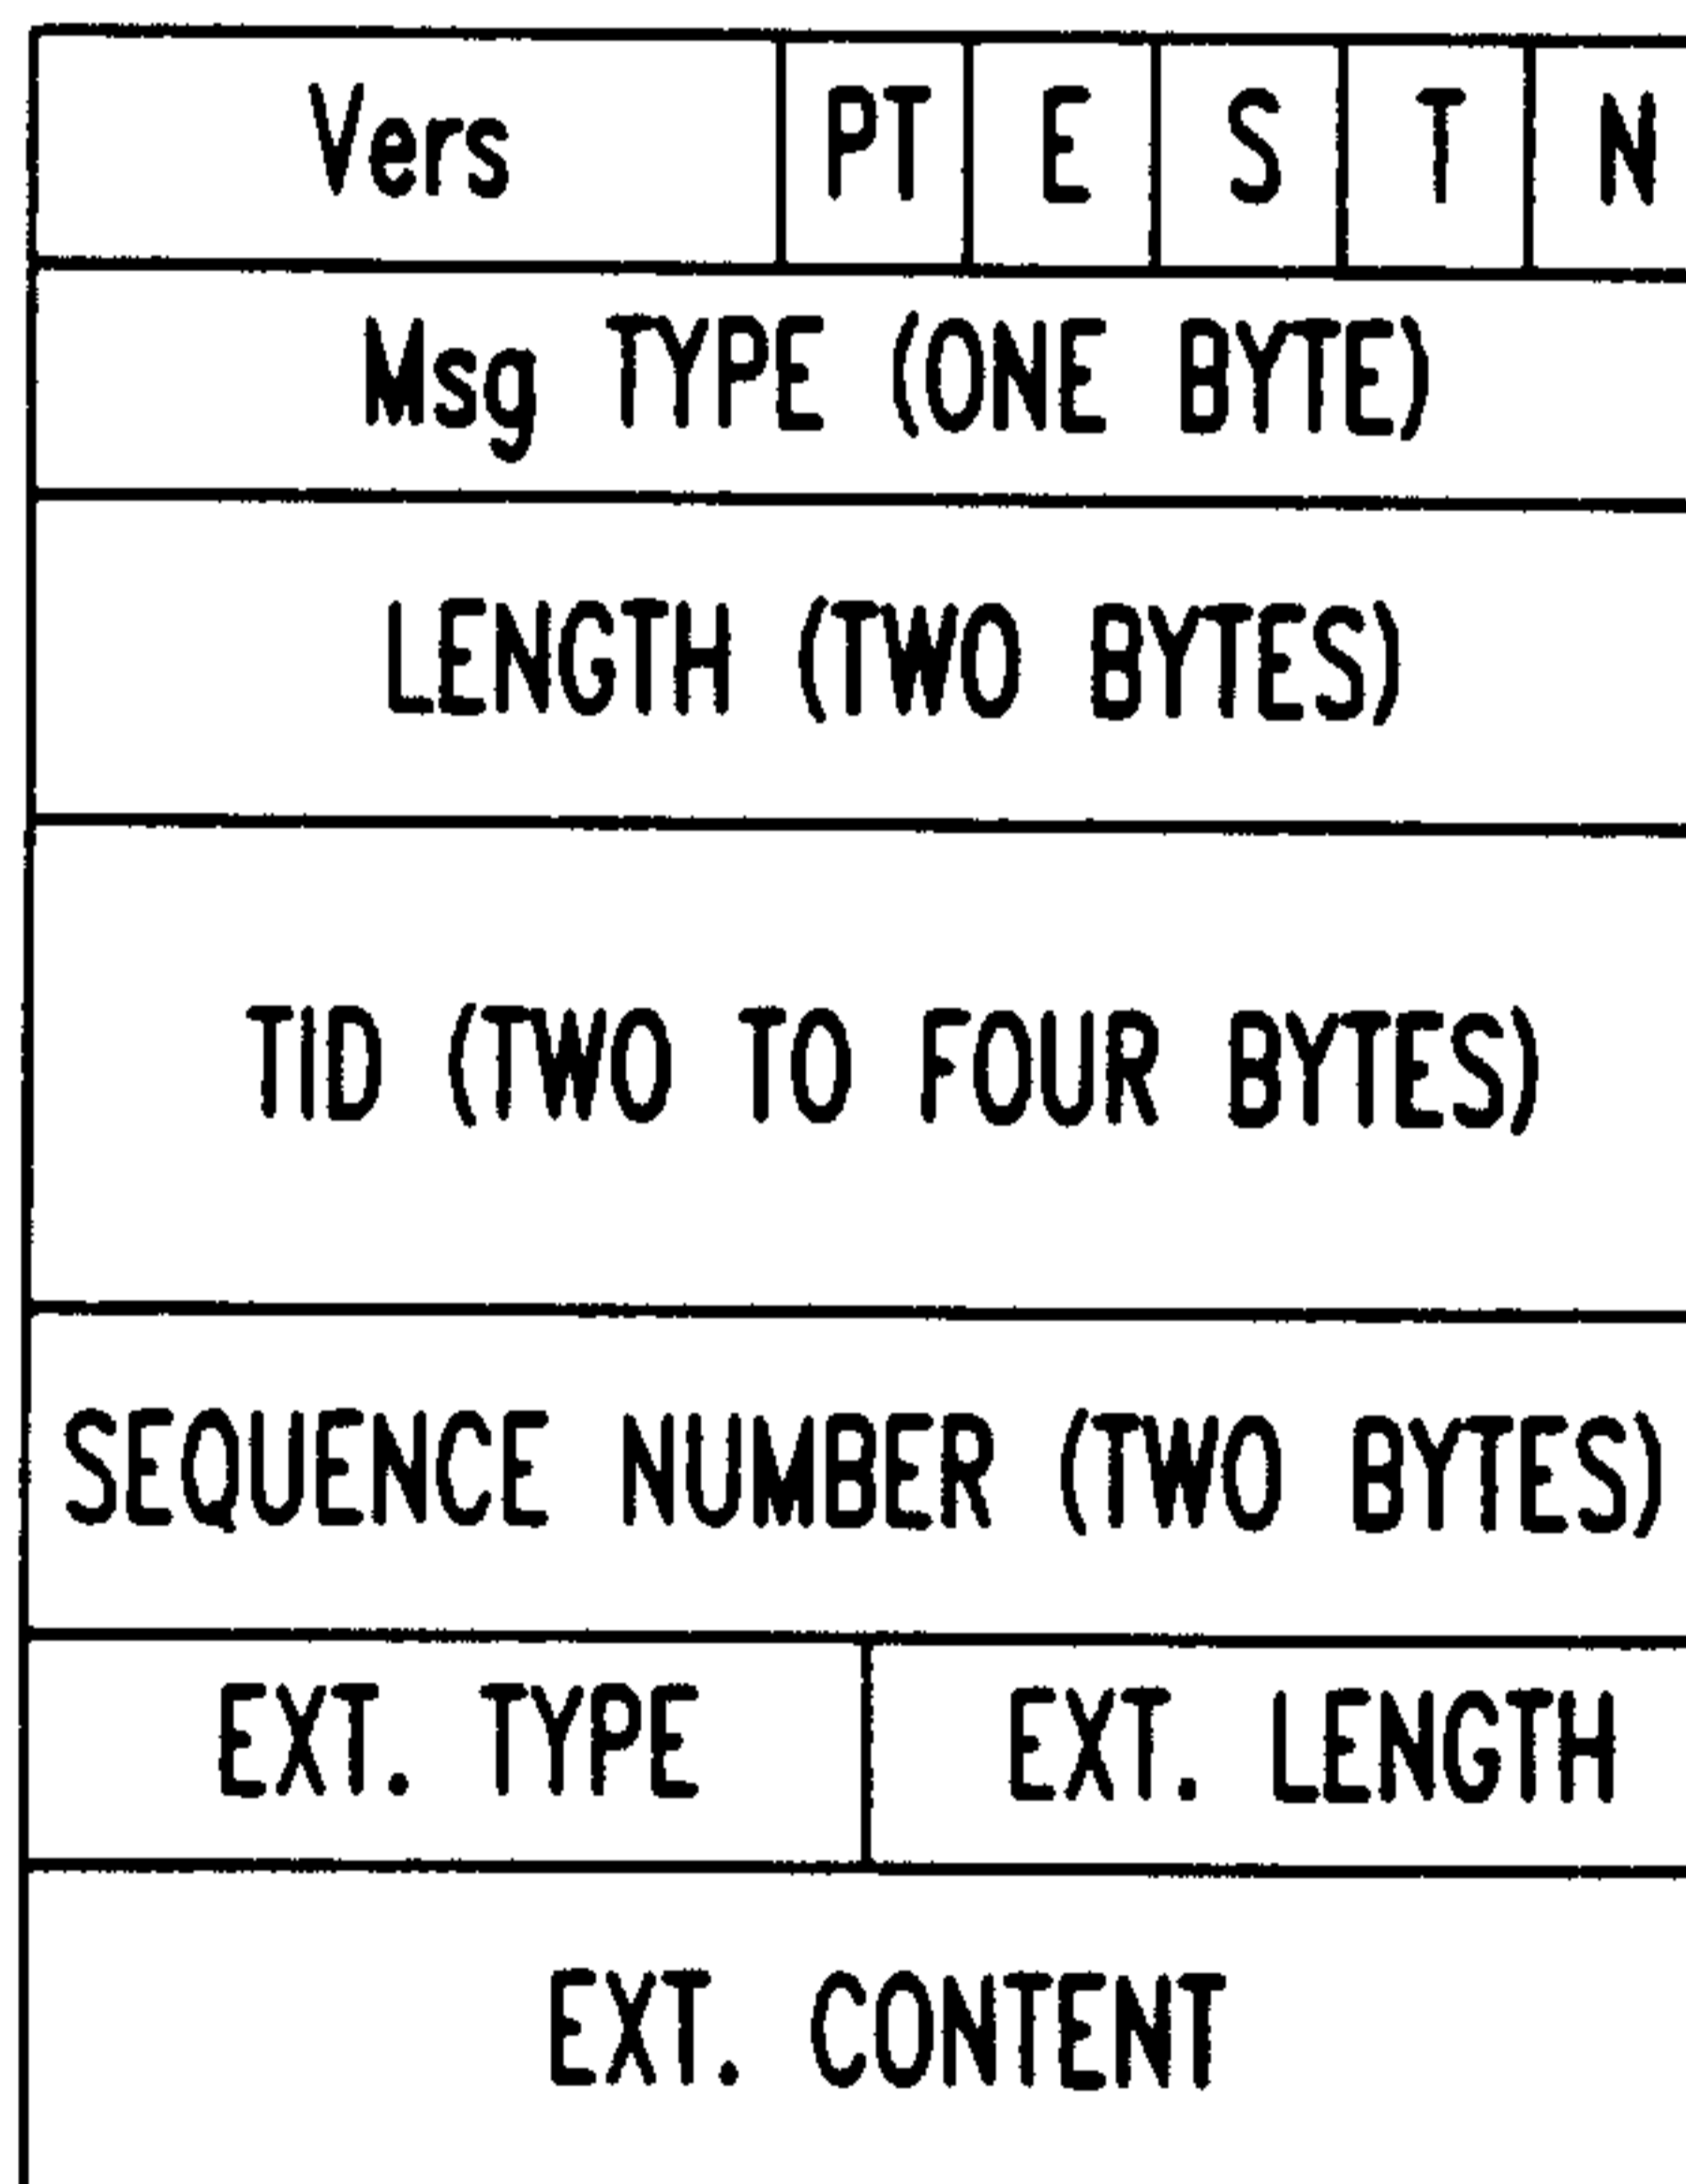 Vers PT E S T N
Msg TYPE (ONE BYTE)
LENGTH (TWO BYTES)
TID (TWO TO FOUR BYTES)
SEQUENCE NUMBER (TWO BYTES)
EXT. TYPE EXT. LENGTH
EXT. CONTENT